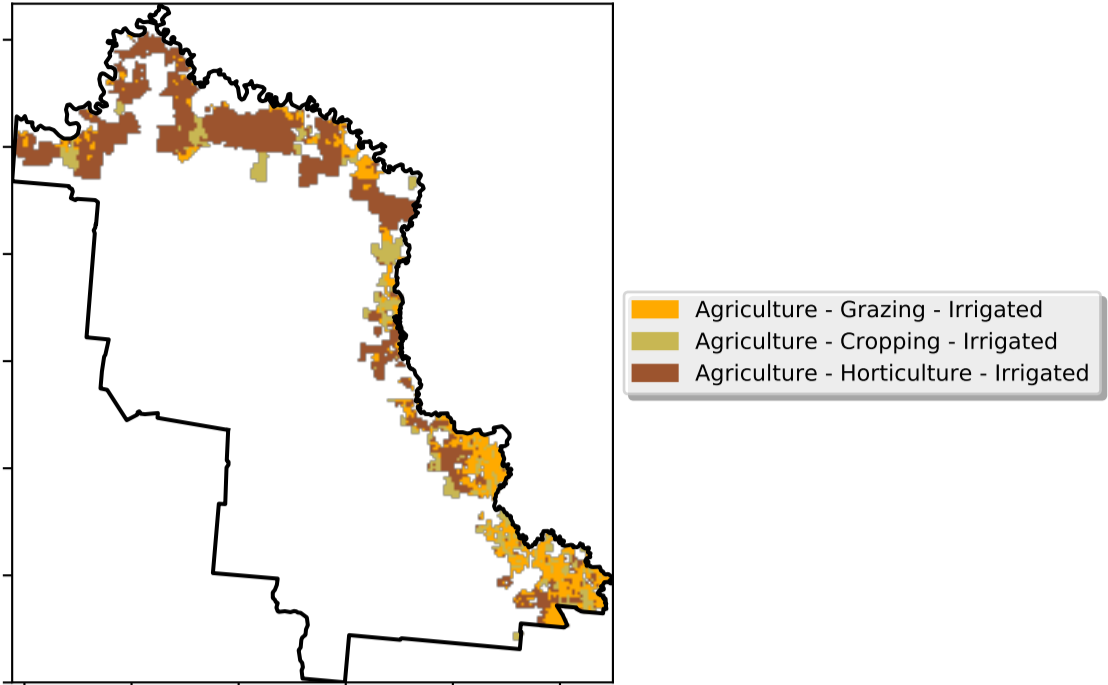 Agriculture - Grazing - Irrigated
Agriculture - Cropping - Irrigated
Agriculture - Horticulture - Irrigated